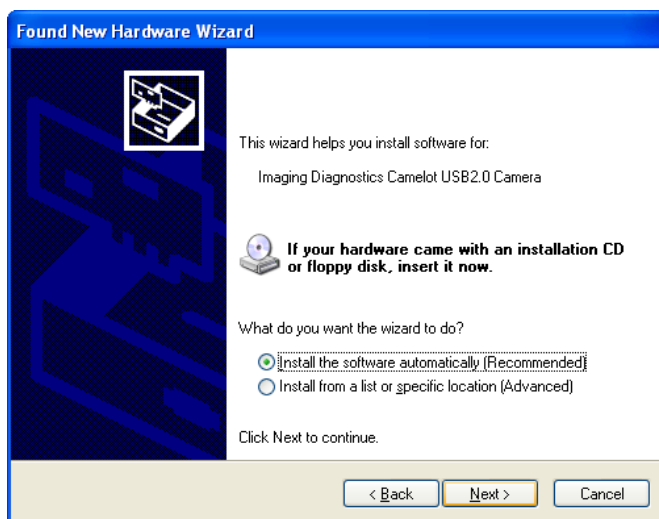 Found New Hardware Wizard
This wizard helps you install software for:
Imaging Diagnostics Camelot USB2.0 Camera
If your hardware came with an installation CD
or floppy disk, insert it now.
What do you want the wizard to do?
Install the software automatically (Recommended)
Install from a list or specific location (Advanced)
Click Next to continue.
< Back Next > Cancel